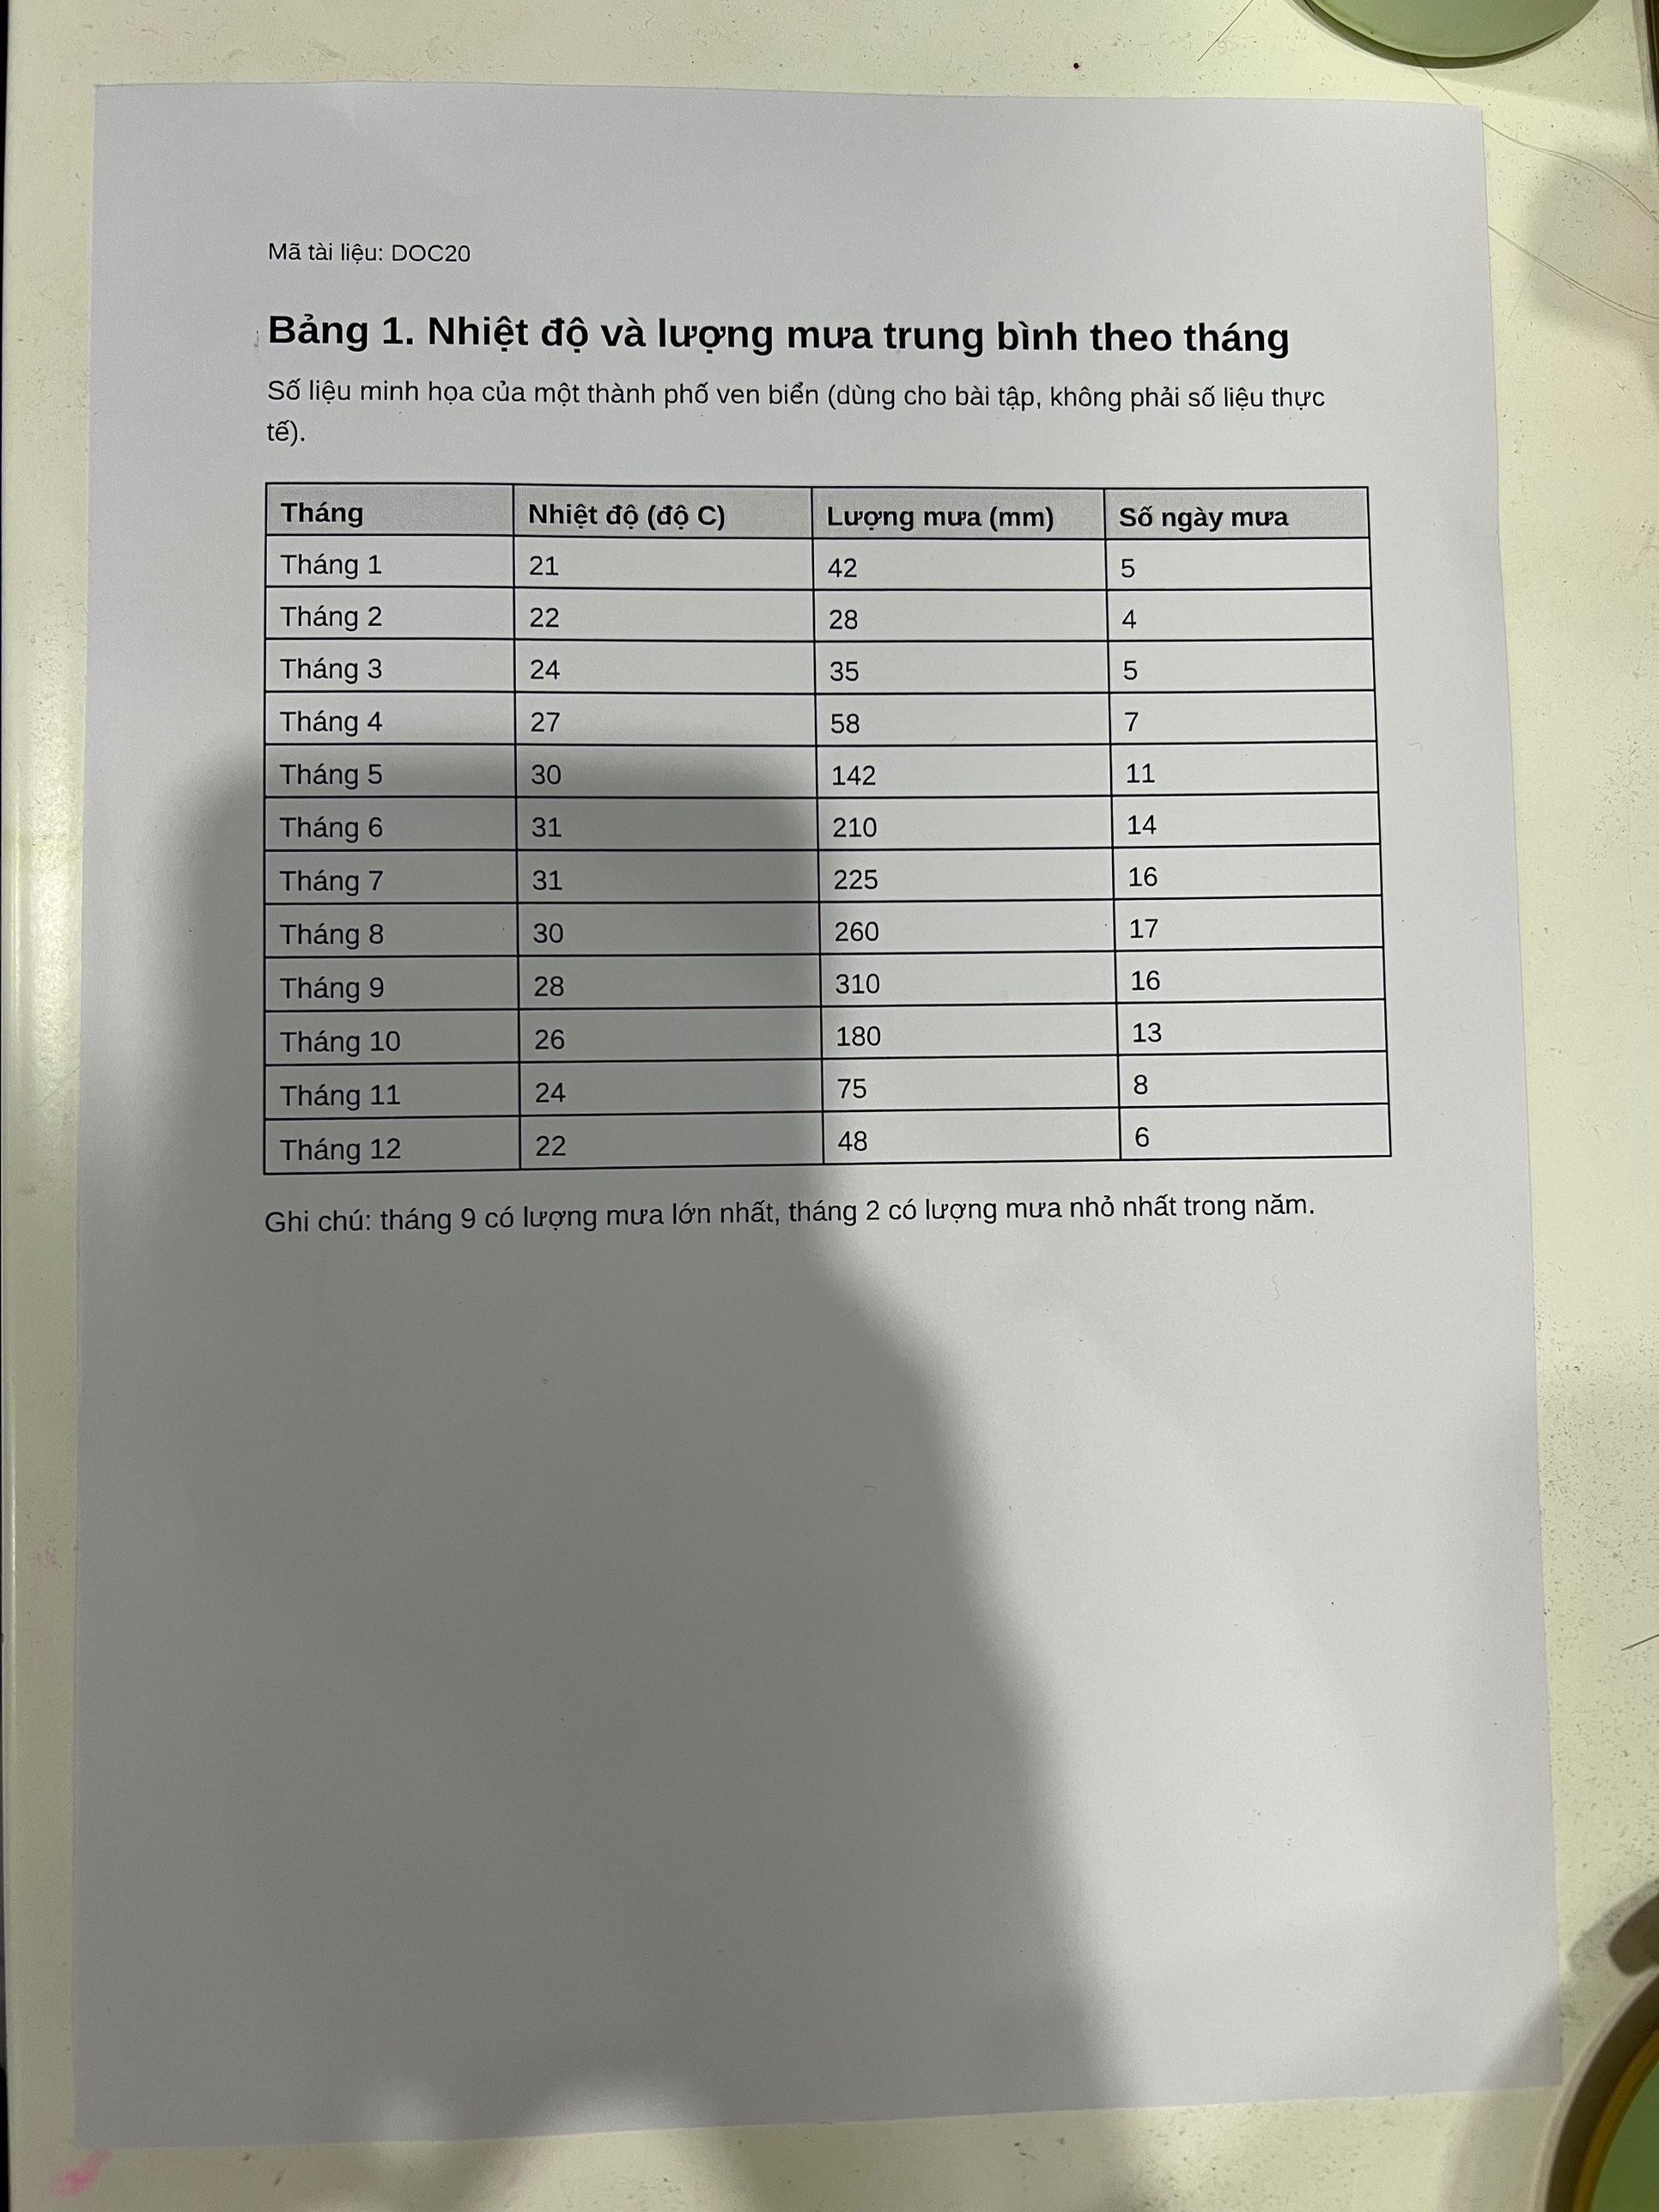 Mã tài liệu: DOC20
Bảng 1. Nhiệt độ và lượng mưa trung bình theo tháng
Số liệu minh họa của một thành phố ven biển (dùng cho bài tập, không phải số liệu thực
tế).
Tháng Nhiệt độ (độ C) Lượng mưa (mm) Số ngày mưa
Tháng 1 21 42 5
Tháng 2 22 28 4
Tháng 3 24 35 5
Tháng 4 27 58 7
Tháng 5 30 142 11
Tháng 6 31 210 14
Tháng 7 31 225 16
Tháng 8 30 260 17
Tháng 9 28 310 16
Tháng 10 26 180 13
Tháng 11 24 75 8
Tháng 12 22 48 6
Ghi chú: tháng 9 có lượng mưa lớn nhất, tháng 2 có lượng mưa nhỏ nhất trong năm.